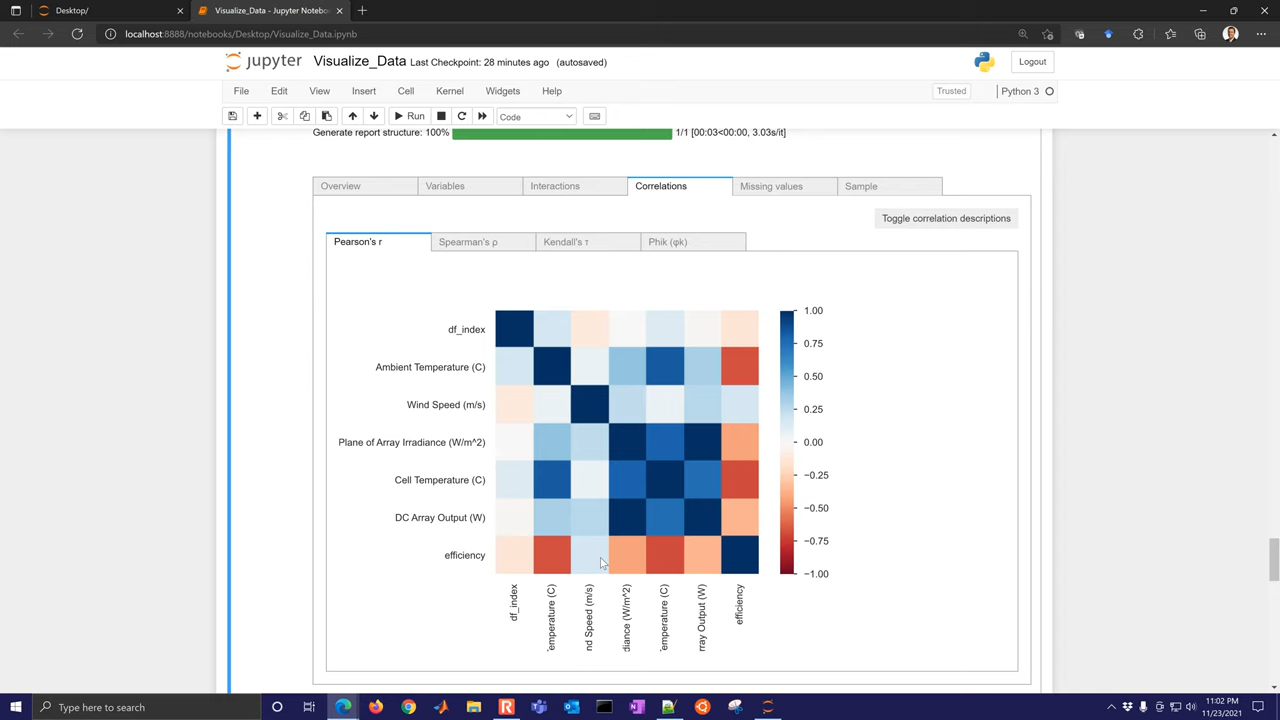 Desktop/
Visualize_Data - Jupyter Notebo
localhost:8888/notebooks/Desktop/Visualize_Data.ipynb
jupyter Visualize_Data Last Checkpoint: 28 minutes ago (autosaved)
Logout
File Edit View Insert Cell Kernel Widgets Help
Trusted
Python 3
Run
Code
Generate report structure: 100% 1/1 [00:03<00:00, 3.03s/it]
Overview Variables Interactions Correlations Missing values Sample
Toggle correlation descriptions
Pearson's r Spearman's ρ Kendall's τ Phik (φk)
df_index
Ambient Temperature (C)
Wind Speed (m/s)
Plane of Array Irradiance (W/m^2)
Cell Temperature (C)
DC Array Output (W)
efficiency
1.00
0.75
0.50
0.25
0.00
−0.25
−0.50
−0.75
−1.00
df_index
emperature (C)
nd Speed (m/s)
diance (W/m^2)
emperature (C)
rray Output (W)
efficiency
Type here to search
11:02 PM
11/23/2021